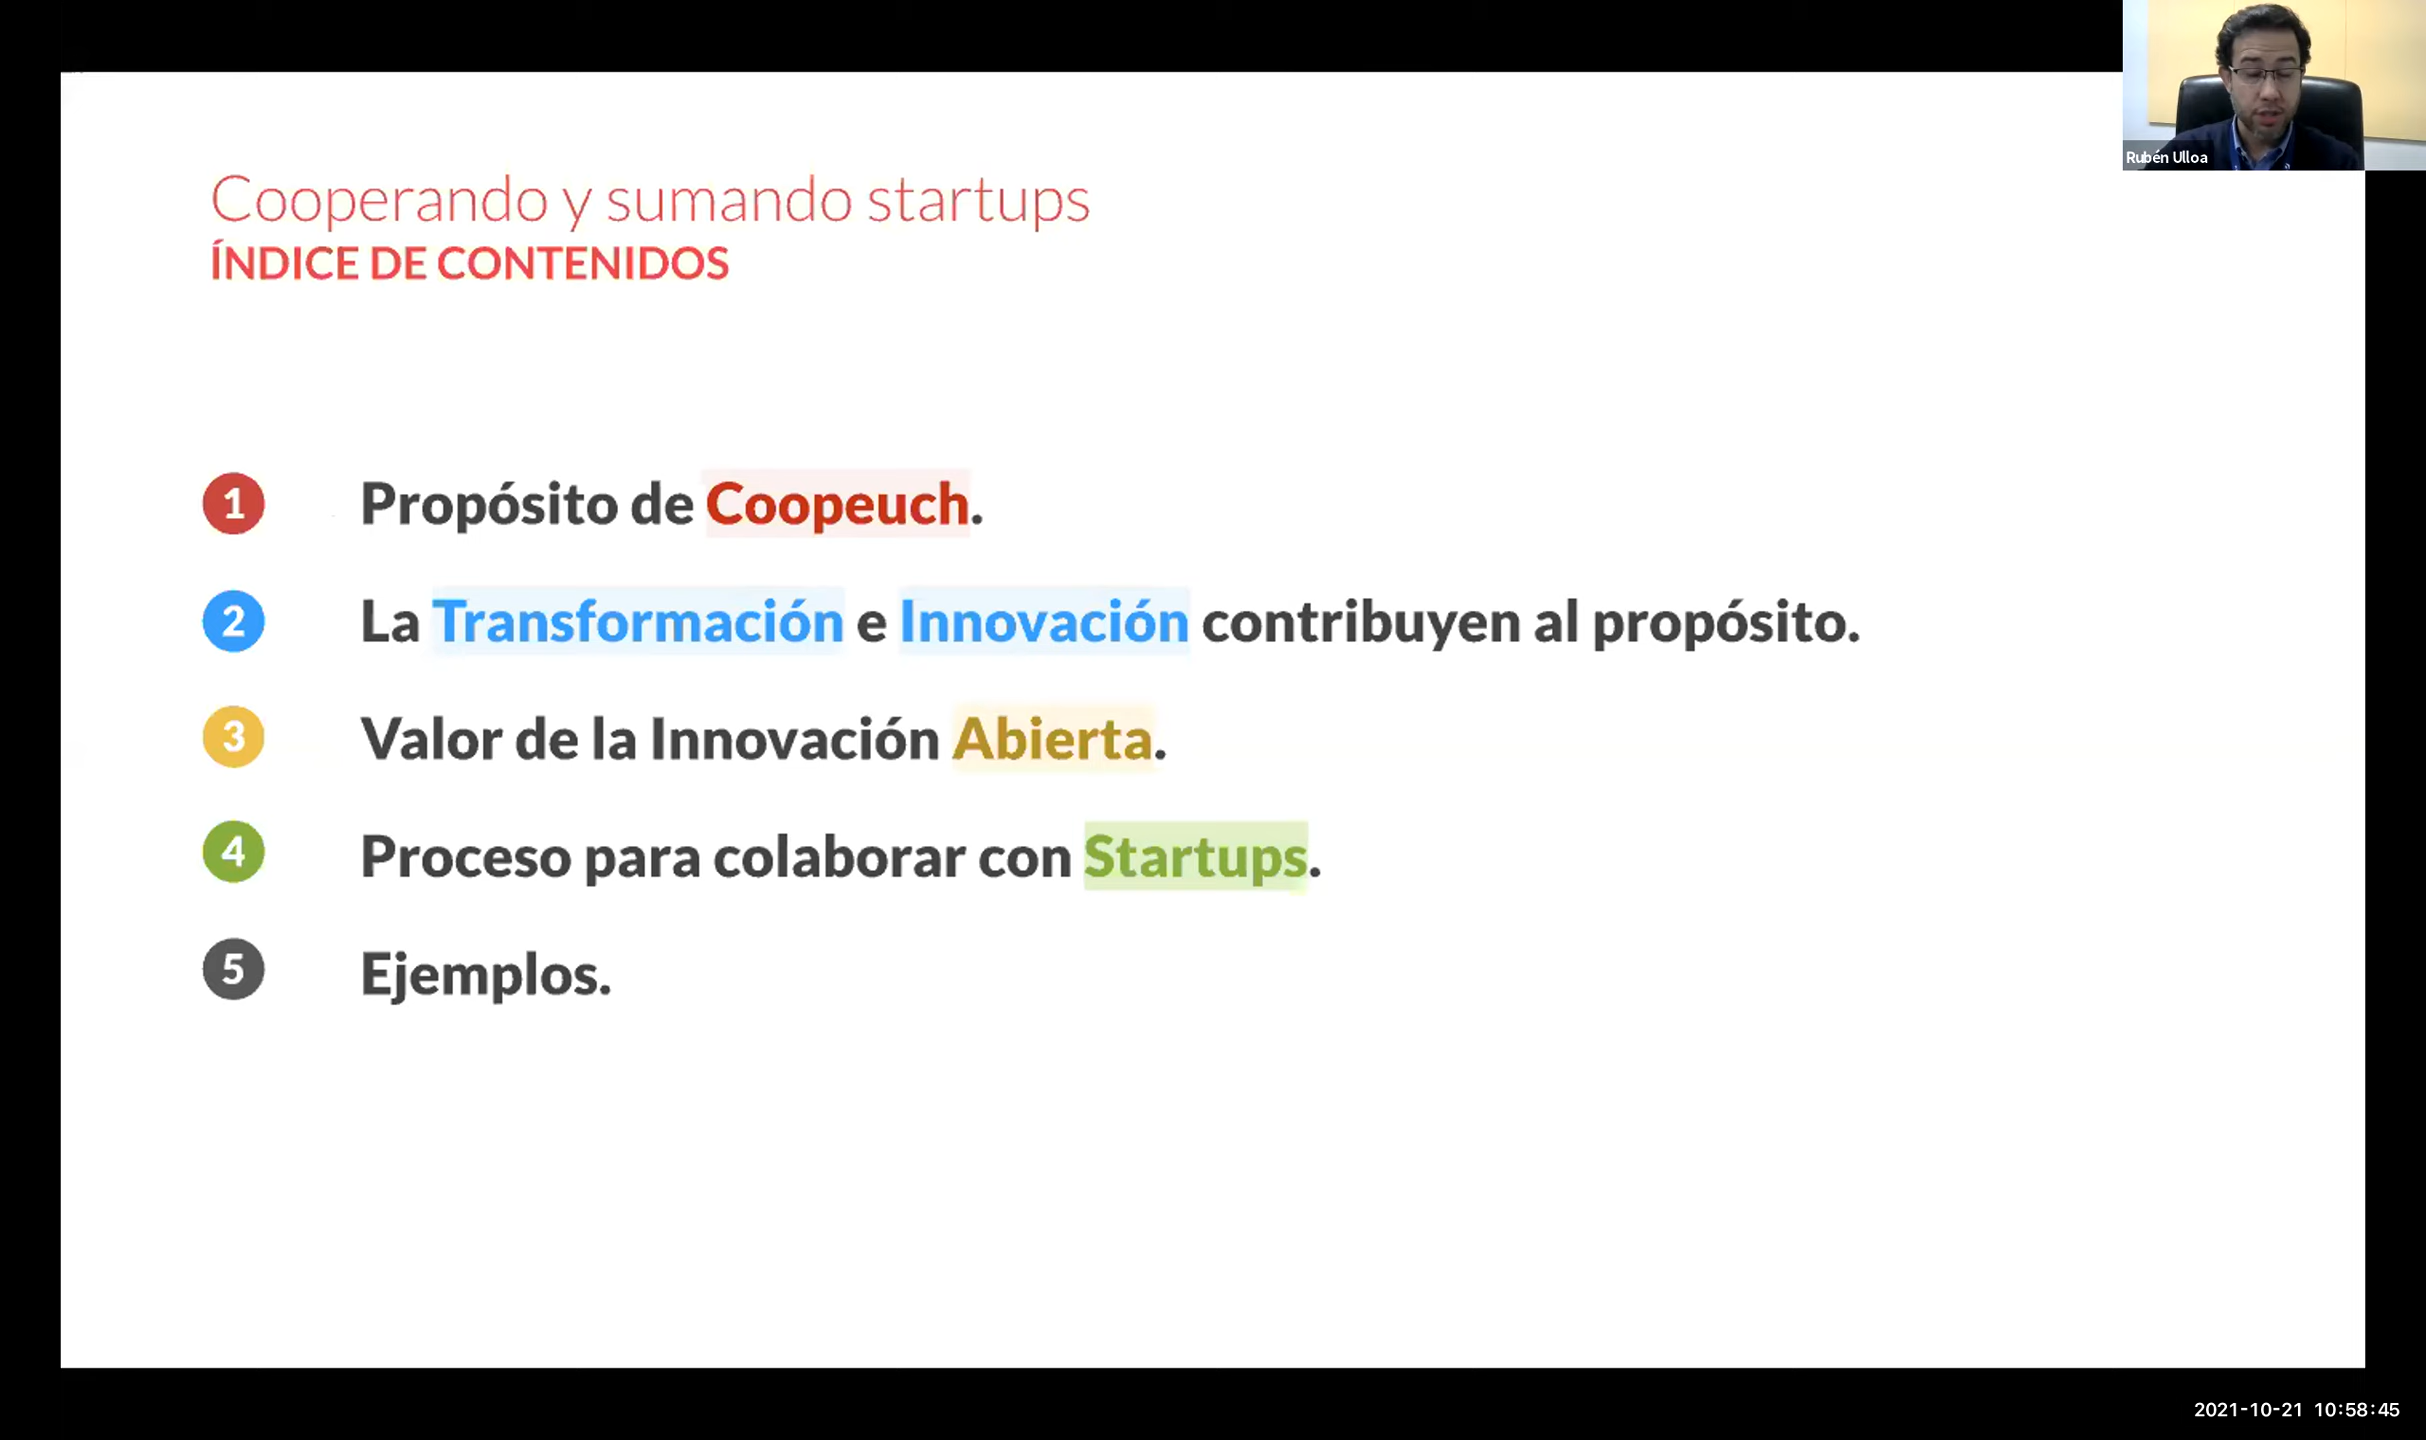 Rubén Ulloa
Cooperando y sumando startups
ÍNDICE DE CONTENIDOS
1 Propósito de Coopeuch.
2 La Transformación e Innovación contribuyen al propósito.
3 Valor de la Innovación Abierta.
4 Proceso para colaborar con Startups.
5 Ejemplos.
2021-10-21 10:58:45